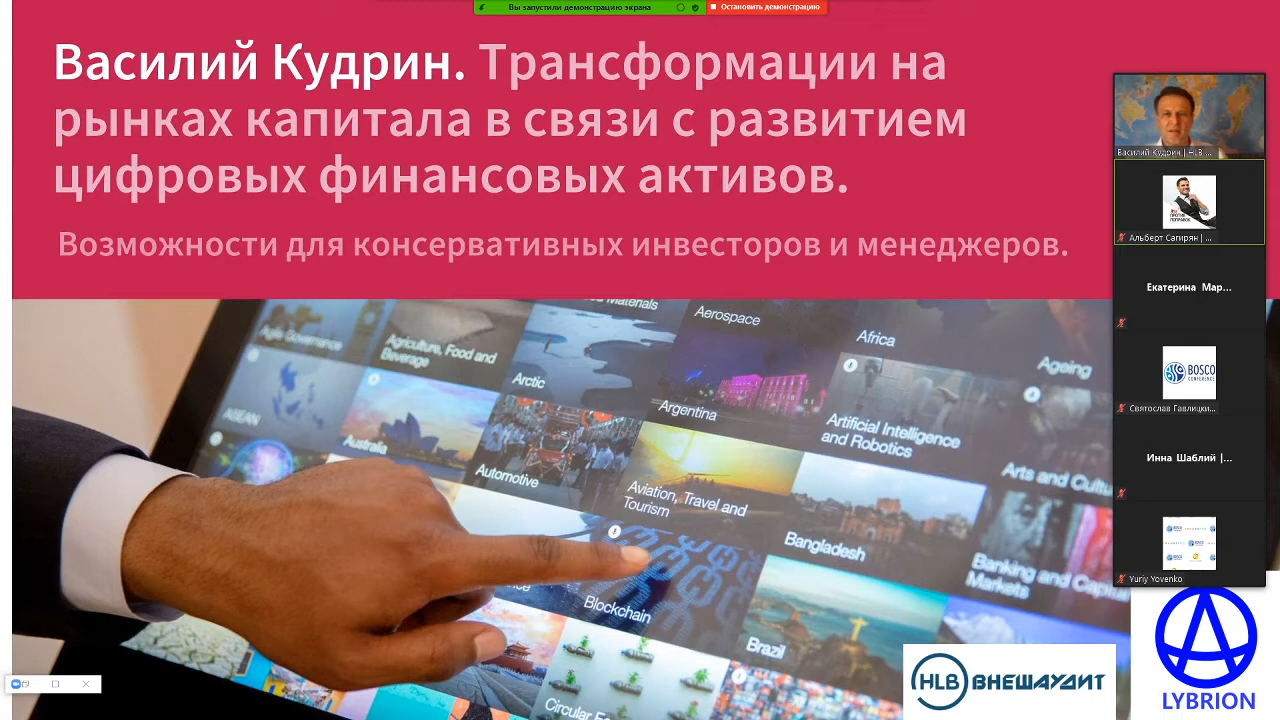 Вы запустили демонстрацию экрана
Остановить демонстрацию
Василий Кудрин. Трансформации на
рынках капитала в связи с развитием
цифровых финансовых активов.
Возможности для консервативных инвесторов и менеджеров.
Василий Кудрин | HLB ...
Альберт Сагирян | ...
Екатерина Мар...
BOSCO
CONFERENCE
Святослав Гавлицки...
Инна Шаблий |...
Yuriy Yovenko
Materials
Aerospace
Africa
Ageing
Agile Governance
Agriculture, Food and
Beverage
Arctic
Argentina
Artificial Intelligence
and Robotics
Arts and Cultu
ASEAN
Australia
Automotive
Aviation, Travel and
Tourism
Bangladesh
Banking and Capital
Markets
Blockchain
Brazil
Circular
HLB ВНЕШАУДИТ
LYBRION